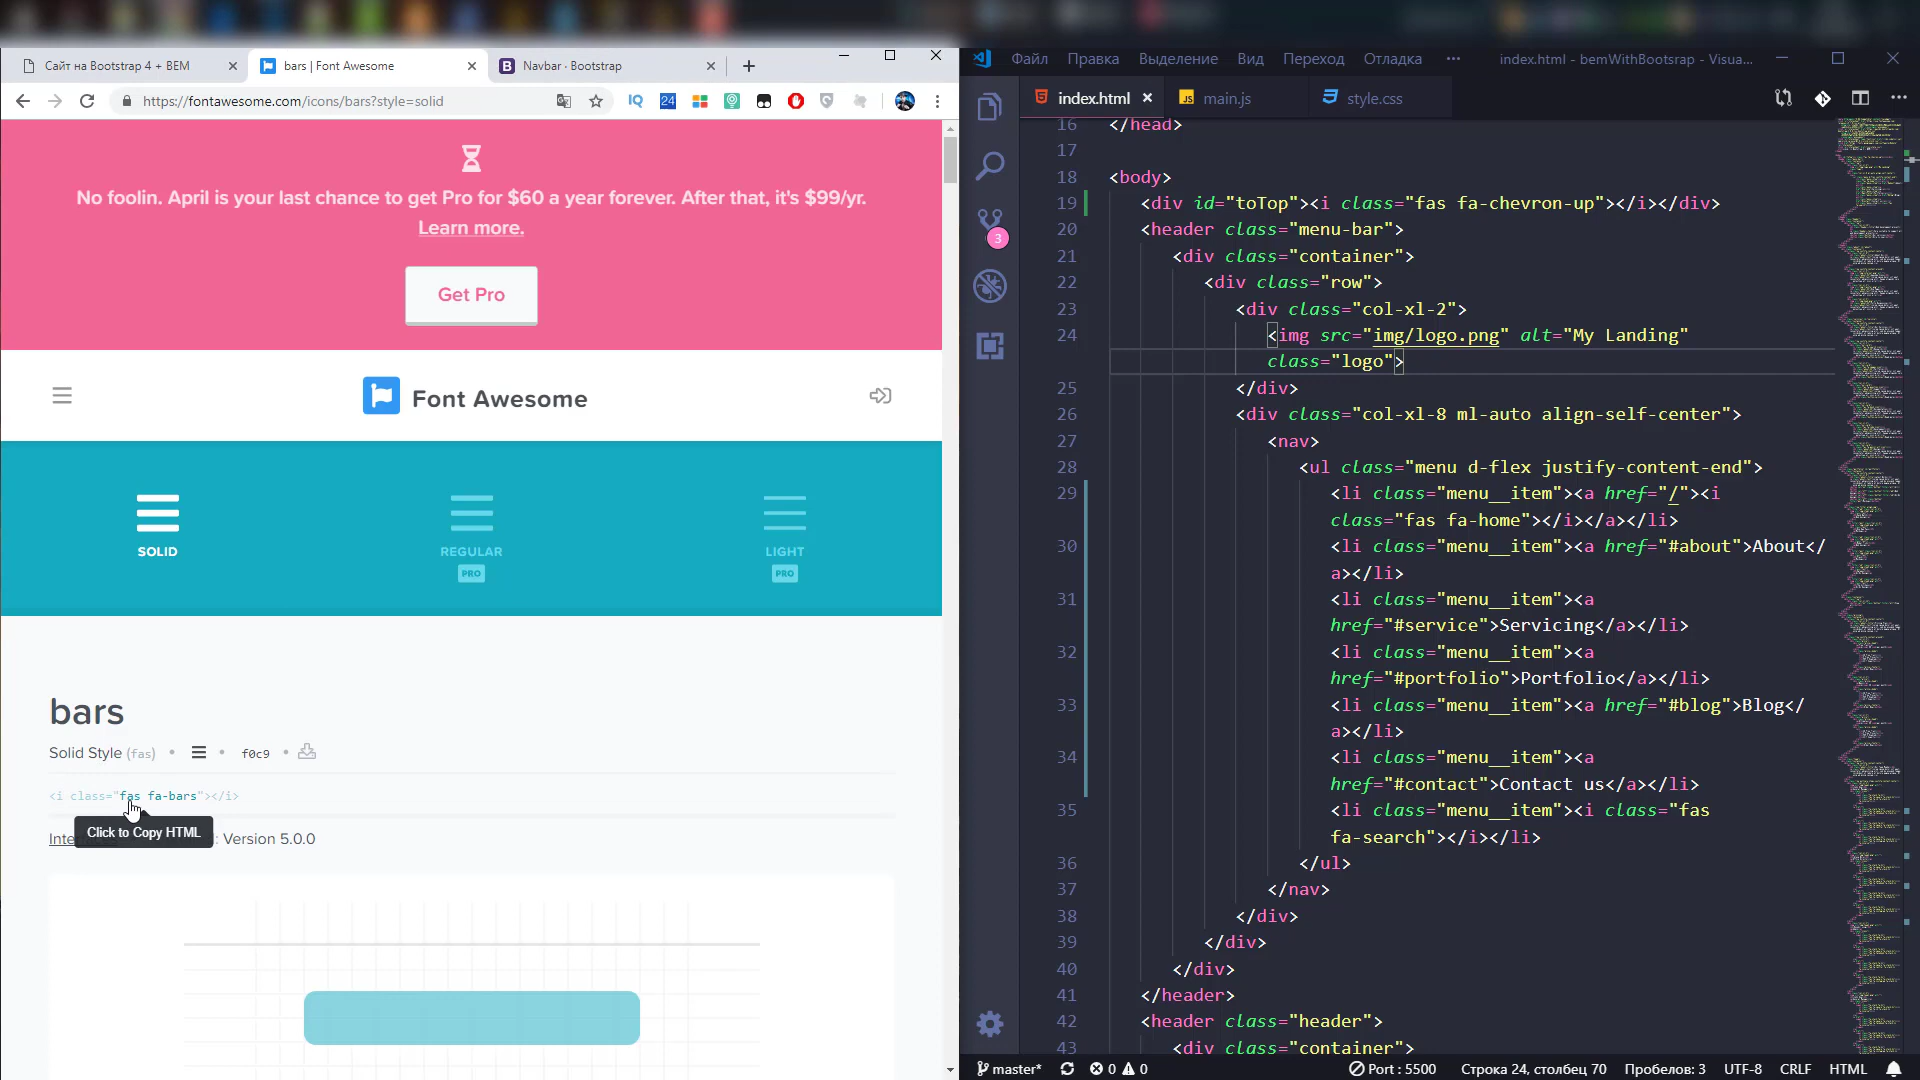 Сайт на Bootstrap 4 + BEM
bars | Font Awesome
Navbar · Bootstrap
https://fontawesome.com/icons/bars?style=solid
IQ
24
No foolin. April is your last chance to get Pro for $60 a year forever. After that, it's $99/yr.
Learn more.
Get Pro
Font Awesome
SOLID
REGULAR
PRO
LIGHT
PRO
bars
Solid Style (fas)
f0c9
<i class="fas fa-bars"></i>
Click to Copy HTML
: Version 5.0.0
Файл Правка Выделение Вид Переход Отладка ··· index.html - bemWithBootsrap - Visua...
index.html
JS main.js
style.css
3
16 </head>
17
18 <body>
19 <div id="toTop"><i class="fas fa-chevron-up"></i></div>
20 <header class="menu-bar">
21 <div class="container">
22 <div class="row">
23 <div class="col-xl-2">
24 <img src="img/logo.png" alt="My Landing"
class="logo">
25 </div>
26 <div class="col-xl-8 ml-auto align-self-center">
27 <nav>
28 <ul class="menu d-flex justify-content-end">
29 <li class="menu__item"><a href="/"><i
class="fas fa-home"></i></a></li>
30 <li class="menu__item"><a href="#about">About</
a></li>
31 <li class="menu__item"><a
href="#service">Servicing</a></li>
32 <li class="menu__item"><a
href="#portfolio">Portfolio</a></li>
33 <li class="menu__item"><a href="#blog">Blog</
a></li>
34 <li class="menu__item"><a
href="#contact">Contact us</a></li>
35 <li class="menu__item"><i class="fas
fa-search"></i></li>
36 </ul>
37 </nav>
38 </div>
39 </div>
40 </div>
41 </header>
42 <header class="header">
43 <div class="container">
master* 0 0 Port : 5500 Строка 24, столбец 70 Пробелов: 3 UTF-8 CRLF HTML